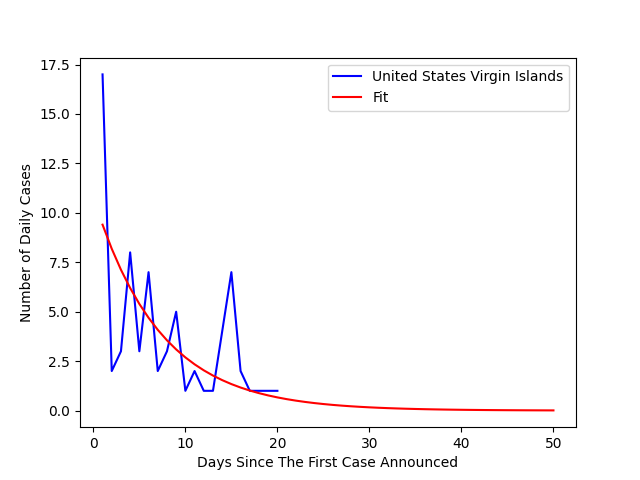 17.5
15.0
12.5
10.0
7.5
5.0
2.5
0.0
Number of Daily Cases
United States Virgin Islands
Fit
0 10 20 30 40 50
Days Since The First Case Announced